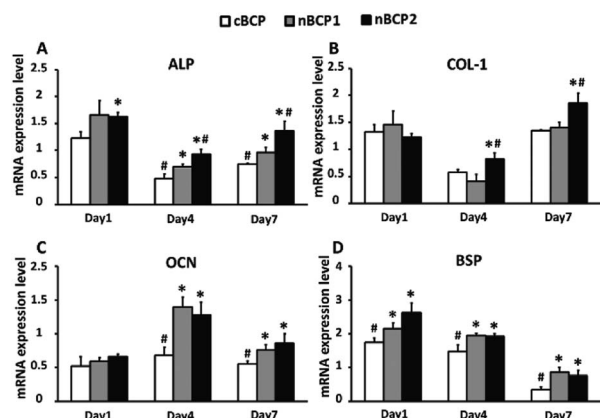 cBCP nBCP1 nBCP2
A
ALP
mRNA expression level
2.5
2
1.5
1
0.5
0
*
#
*
*#
#
*
*#
Day1 Day4 Day7
B
COL-1
mRNA expression level
2.5
2
1.5
1
0.5
0
*#
*#
Day1 Day4 Day7
C
OCN
mRNA expression level
2
1.5
1
0.5
0
#
*
*
#
*
*
Day1 Day4 Day7
D
BSP
mRNA expression level
4
3
2
1
0
#
*
*
#
*
*
#
*
*
Day1 Day4 Day7